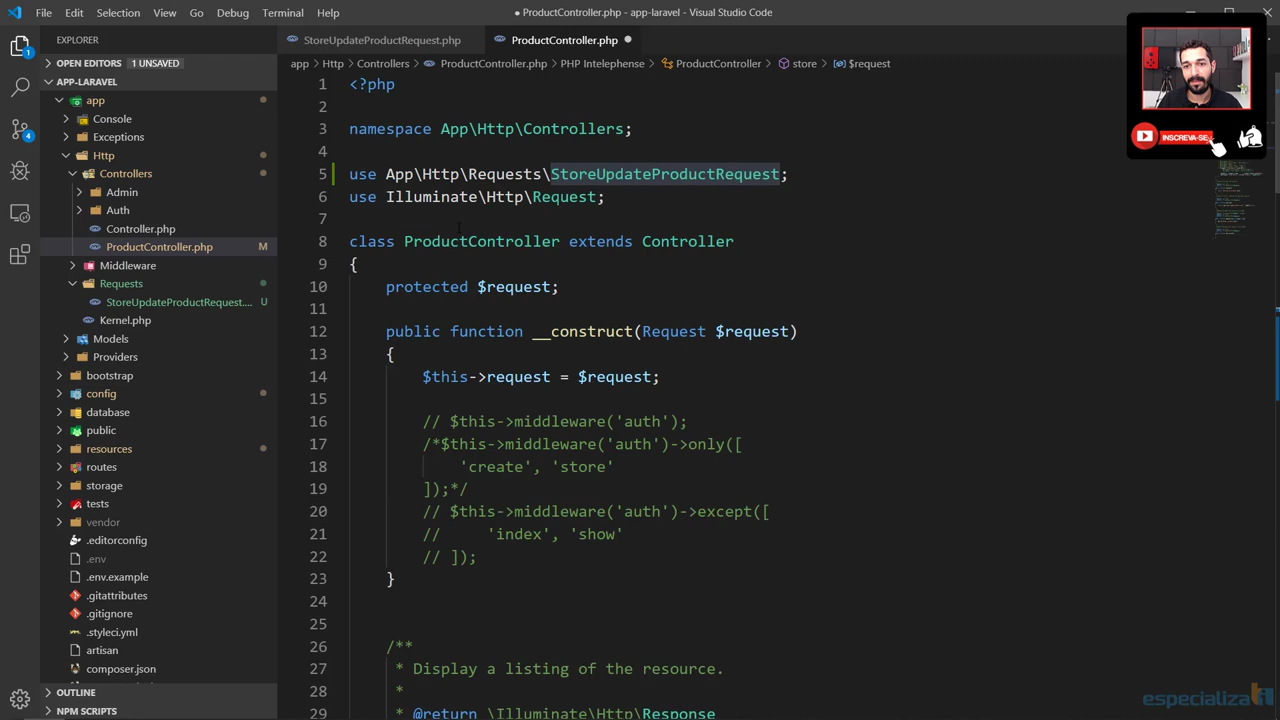 File Edit Selection View Go Debug Terminal Help
● ProductController.php - app-laravel - Visual Studio Code
EXPLORER
OPEN EDITORS 1 UNSAVED
APP-LARAVEL
app
Console
Exceptions
Http
Controllers
Admin
Auth
Controller.php
ProductController.php M
Middleware
Requests
StoreUpdateProductRequest.... U
Kernel.php
Models
Providers
bootstrap
config
database
public
resources
routes
storage
tests
vendor
.editorconfig
.env
.env.example
.gitattributes
.gitignore
.styleci.yml
artisan
composer.json
OUTLINE
NPM SCRIPTS
1
4
StoreUpdateProductRequest.php
ProductController.php ●
app > Http > Controllers > ProductController.php > PHP Intelephense > ProductController > store > $request
1 <?php
2
3 namespace App\Http\Controllers;
4
5 use App\Http\Requests\StoreUpdateProductRequest;
6 use Illuminate\Http\Request;
7
8 class ProductController extends Controller
9 {
10 protected $request;
11
12 public function __construct(Request $request)
13 {
14 $this->request = $request;
15
16 // $this->middleware('auth');
17 /*$this->middleware('auth')->only([
18 'create', 'store'
19 ]);*/
20 // $this->middleware('auth')->except([
21 // 'index', 'show'
22 // ]);
23 }
24
25
26 /**
27 * Display a listing of the resource.
28 *
29 * @return \Illuminate\Http\Response
INSCREVA-SE
especializati